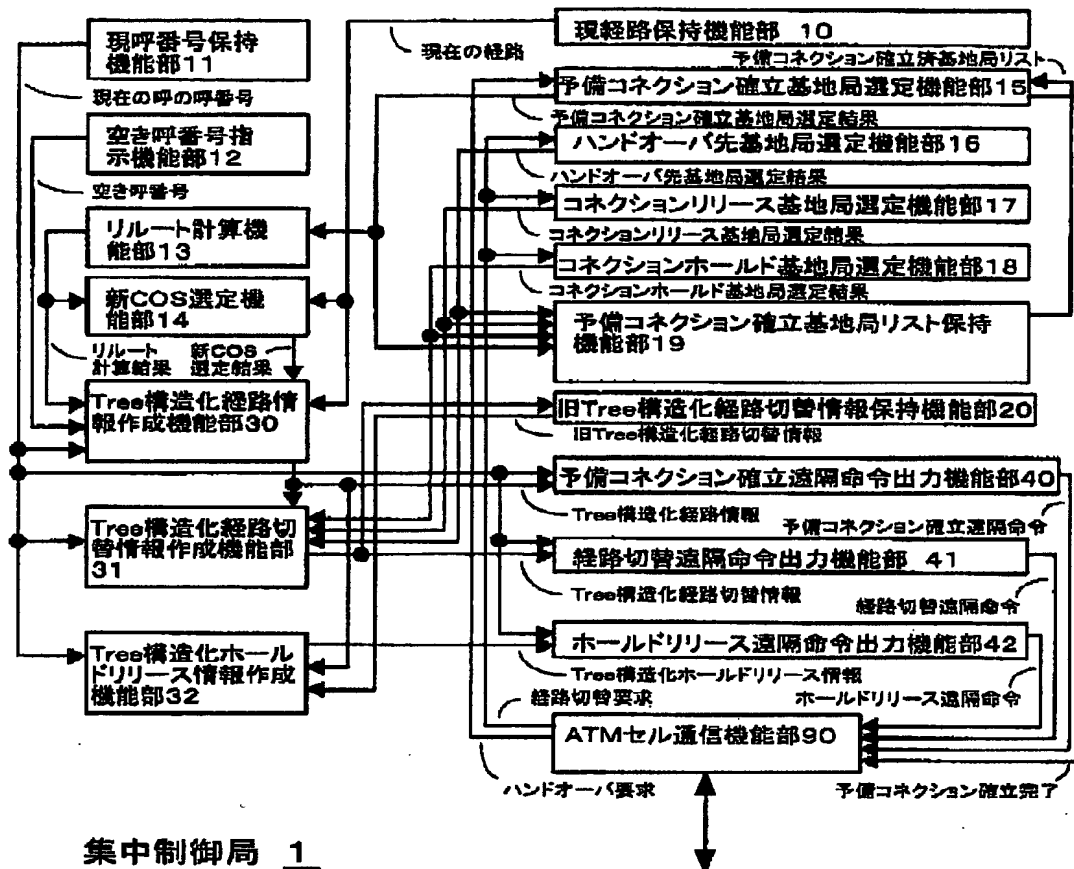 現呼番号保持
機能部11
現在の呼の呼番号
空き呼番号指
示機能部12
空き呼番号
リルート計算機
能部13
新COS選定機
能部14
リルート
計算結果
新COS
選定結果
Tree構造化経路情
報作成機能部30
Tree構造化経路切
替情報作成機能部
31
Tree構造化ホール
ドリリース情報作成
機能部32
現在の経路
現経路保持機能部 10
予備コネクション確立済基地局リスト
予備コネクション確立基地局選定機能部15
予備コネクション確立基地局選定結果
ハンドオーバ先基地局選定機能部16
ハンドオーバ先基地局選定結果
コネクションリリース基地局選定機能部17
コネクションリリース基地局選定結果
コネクションホールド基地局選定機能部18
コネクションホールド基地局選定結果
予備コネクション確立基地局リスト保持
機能部19
旧Tree構造化経路切替情報保持機能部20
旧Tree構造化経路切替情報
予備コネクション確立遠隔命令出力機能部40
Tree構造化経路情報
予備コネクション確立遠隔命令
経路切替遠隔命令出力機能部 41
Tree構造化経路切替情報
経路切替遠隔命令
ホールドリリース遠隔命令出力機能部42
Tree構造化ホールドリリース情報
経路切替要求
ホールドリリース遠隔命令
ATMセル通信機能部90
ハンドオーバ要求
予備コネクション確立完了
集中制御局 1